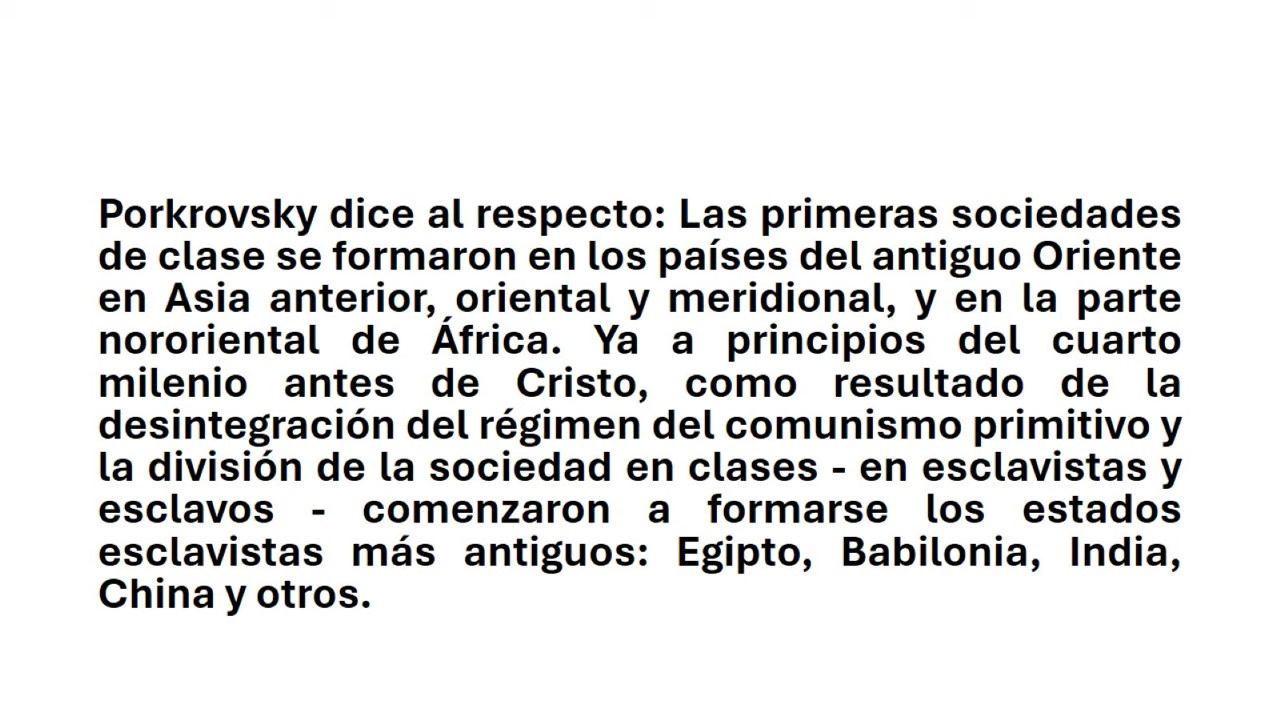 Porkrovsky dice al respecto: Las primeras sociedades
de clase se formaron en los países del antiguo Oriente
en Asia anterior, oriental y meridional, y en la parte
nororiental de África. Ya a principios del cuarto
milenio antes de Cristo, como resultado de la
desintegración del régimen del comunismo primitivo y
la división de la sociedad en clases - en esclavistas y
esclavos - comenzaron a formarse los estados
esclavistas más antiguos: Egipto, Babilonia, India,
China y otros.